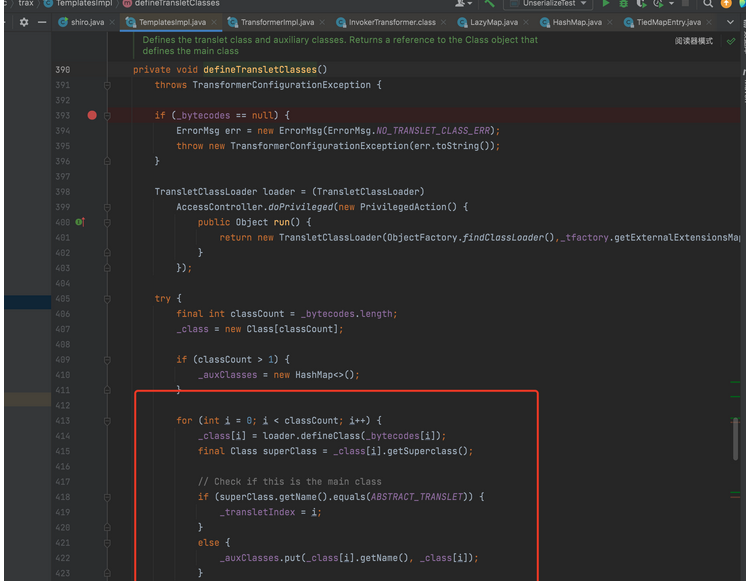 trax TemplatesImpl defineTransletClasses UnserializeTest
shiro.java TemplatesImpl.java TransformerImpl.java InvokerTransformer.class LazyMap.java HashMap.java TiedMapEntry.java
Defines the translet class and auxiliary classes. Returns a reference to the Class object that
defines the main class
阅读器模式
390 private void defineTransletClasses()
391 throws TransformerConfigurationException {
392
393 if (_bytecodes == null) {
394 ErrorMsg err = new ErrorMsg(ErrorMsg.NO_TRANSLET_CLASS_ERR);
395 throw new TransformerConfigurationException(err.toString());
396 }
397
398 TransletClassLoader loader = (TransletClassLoader)
399 AccessController.doPrivileged(new PrivilegedAction() {
400 public Object run() {
401 return new TransletClassLoader(ObjectFactory.findClassLoader(),_tfactory.getExternalExtensionsMap
402 }
403 });
404
405 try {
406 final int classCount = _bytecodes.length;
407 _class = new Class[classCount];
408
409 if (classCount > 1) {
410 _auxClasses = new HashMap<>();
411 }
412
413 for (int i = 0; i < classCount; i++) {
414 _class[i] = loader.defineClass(_bytecodes[i]);
415 final Class superClass = _class[i].getSuperclass();
416
417 // Check if this is the main class
418 if (superClass.getName().equals(ABSTRACT_TRANSLET)) {
419 _transletIndex = i;
420 }
421 else {
422 _auxClasses.put(_class[i].getName(), _class[i]);
423 }